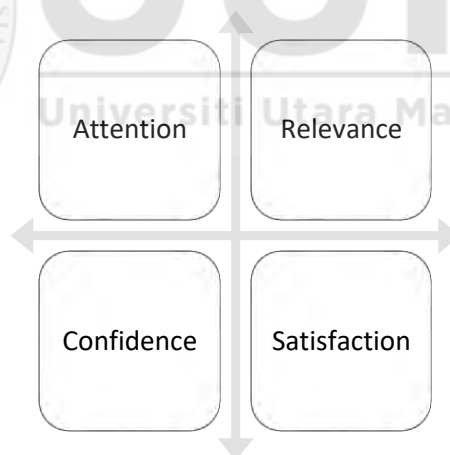 Universiti Utara Ma
Attention
Relevance
Confidence
Satisfaction